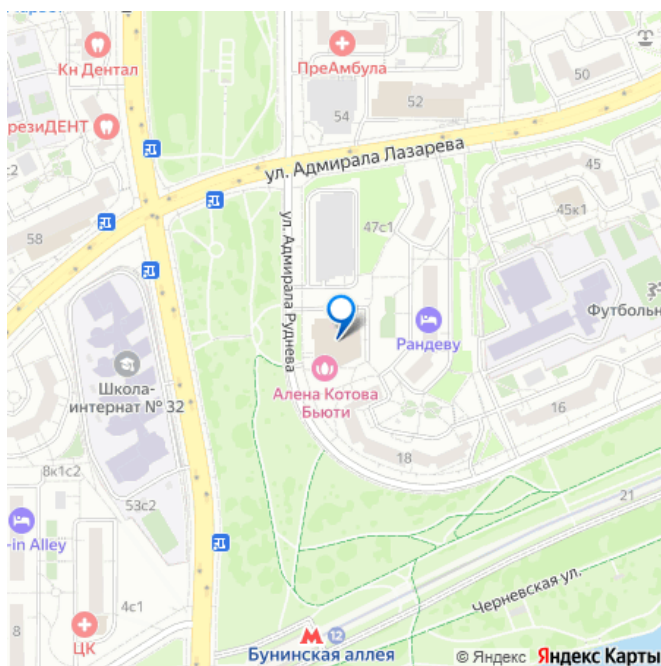 Кн Дентал
ПреАмбула
50
52
54
резиДЕНТ
с2
ул. Адмирала Лазарева
45
45к1
47с1
58
ул. Адмирала Руднева
Футбольн
Рандеву
Школа-
интернат № 32
Алена Котова
Бьюти
16
18
8к1с2
53с2
21
-in Alley
Черневская ул.
4с1
8
ЦК
12
Бунинская аллея
© Яндекс Яндекс Карты